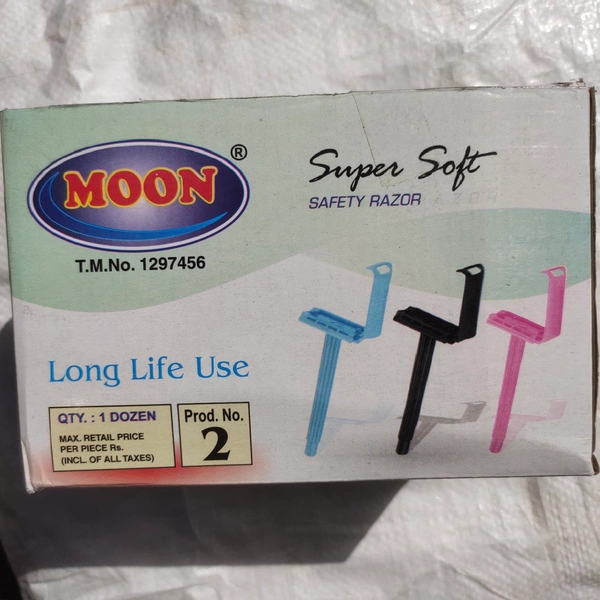 MOON ®
T.M.No. 1297456
Super Soft
SAFETY RAZOR
Long Life Use
QTY. : 1 DOZEN
MAX. RETAIL PRICE
PER PIECE Rs.
(INCL. OF ALL TAXES)
Prod. No.
2